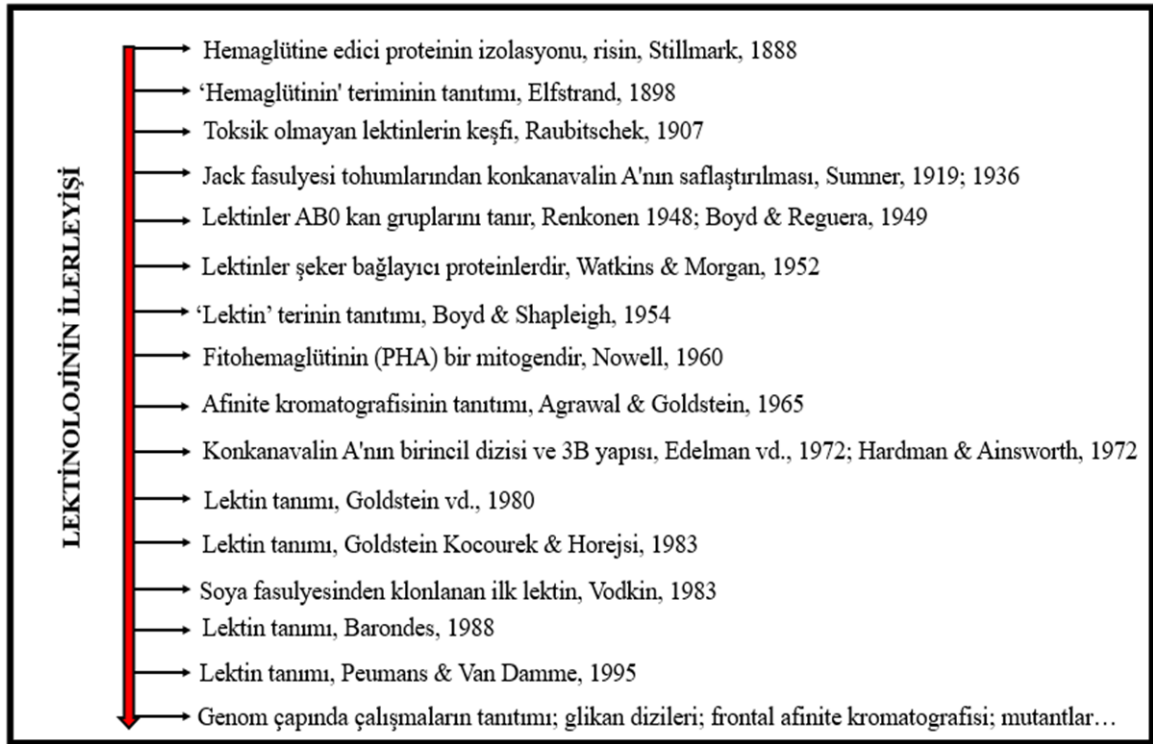 LEKTİNOLOJİNİN İLERLEYİŞİ
Hemaglütine edici proteinin izolasyonu, risin, Stillmark, 1888
‘Hemaglütinin' teriminin tanıtımı, Elfstrand, 1898
Toksik olmayan lektinlerin keşfi, Raubitschek, 1907
Jack fasulyesi tohumlarından konkanavalin A'nın saflaştırılması, Sumner, 1919; 1936
Lektinler AB0 kan gruplarını tanır, Renkonen 1948; Boyd & Reguera, 1949
Lektinler şeker bağlayıcı proteinlerdir, Watkins & Morgan, 1952
‘Lektin’ terinin tanıtımı, Boyd & Shapleigh, 1954
Fitohemaglütinin (PHA) bir mitogendir, Nowell, 1960
Afinite kromatografisinin tanıtımı, Agrawal & Goldstein, 1965
Konkanavalin A'nın birincil dizisi ve 3B yapısı, Edelman vd., 1972; Hardman & Ainsworth, 1972
Lektin tanımı, Goldstein vd., 1980
Lektin tanımı, Goldstein Kocourek & Horejsi, 1983
Soya fasulyesinden klonlanan ilk lektin, Vodkin, 1983
Lektin tanımı, Barondes, 1988
Lektin tanımı, Peumans & Van Damme, 1995
Genom çapında çalışmaların tanıtımı; glikan dizileri; frontal afinite kromatografisi; mutantlar…